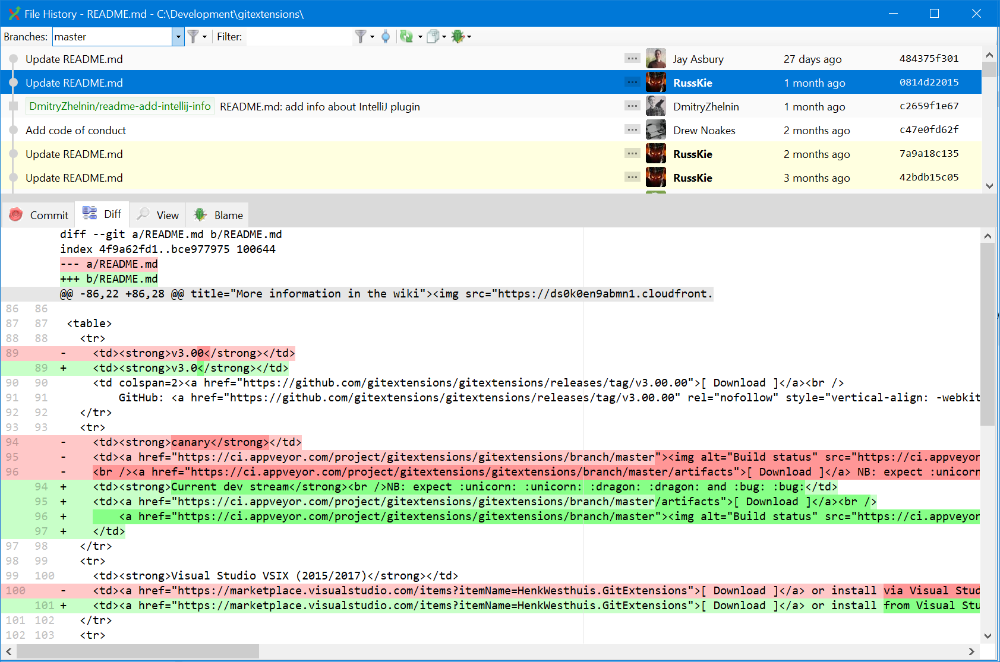 File History - README.md - C:\Development\gitextensions\
Branches: master Filter:
Update README.md ... Jay Asbury 27 days ago 484375f301
Update README.md ... RussKie 1 month ago 0814d22015
DmitryZhelnin/readme-add-intellij-info README.md: add info about IntelliJ plugin ... DmitryZhelnin 1 month ago c2659f1e67
Add code of conduct ... Drew Noakes 2 months ago c47e0fd62f
Update README.md ... RussKie 2 months ago 7a9a18c135
Update README.md ... RussKie 3 months ago 42bdb15c05
Commit Diff View Blame
diff --git a/README.md b/README.md
index 4f9a62fd1..bce977975 100644
--- a/README.md
+++ b/README.md
@@ -86,22 +86,28 @@ title="More information in the wiki"><img src="https://ds0k0en9abmn1.cloudfront.
86 86
87 87 <table>
88 88 <tr>
89 - <td><strong>v3.00</strong></td>
89 + <td><strong>v3.0</strong></td>
90 90 <td colspan=2><a href="https://github.com/gitextensions/gitextensions/releases/tag/v3.00.00">[ Download ]</a><br />
91 91 GitHub: <a href="https://github.com/gitextensions/gitextensions/releases/tag/v3.00.00" rel="nofollow" style="vertical-align: -webkit
92 92 </tr>
93 93 <tr>
94 - <td><strong>canary</strong></td>
95 - <td><a href="https://ci.appveyor.com/project/gitextensions/gitextensions/branch/master"><img alt="Build status" src="https://ci.appveyor
96 - <br /><a href="https://ci.appveyor.com/project/gitextensions/gitextensions/branch/master/artifacts">[ Download ]</a> NB: expect :unicorn
94 + <td><strong>Current dev stream</strong><br />NB: expect :unicorn: :unicorn: :dragon: :dragon: and :bug: :bug:</td>
95 + <td><a href="https://ci.appveyor.com/project/gitextensions/gitextensions/branch/master/artifacts">[ Download ]</a><br />
96 + <a href="https://ci.appveyor.com/project/gitextensions/gitextensions/branch/master"><img alt="Build status" src="https://ci.appveyor
97 + </td>
97 98 </tr>
98 99 <tr>
99 100 <td><strong>Visual Studio VSIX (2015/2017)</strong></td>
100 - <td><a href="https://marketplace.visualstudio.com/items?itemName=HenkWesthuis.GitExtensions">[ Download ]</a> or install via Visual Stud
101 + <td><a href="https://marketplace.visualstudio.com/items?itemName=HenkWesthuis.GitExtensions">[ Download ]</a> or install from Visual Stu
101 102 </tr>
102 103 <tr>